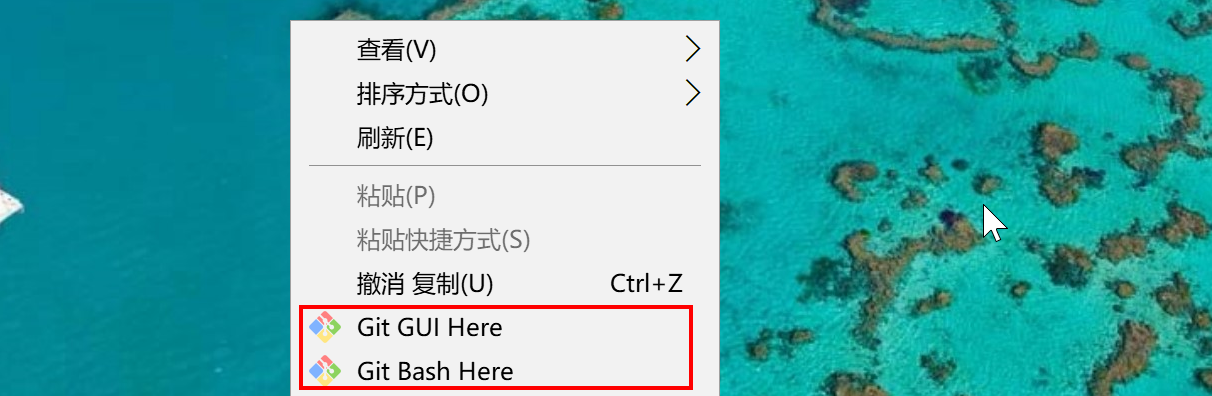 查看(V)
排序方式(O)
刷新(E)
粘贴(P)
粘贴快捷方式(S)
撤消 复制(U) Ctrl+Z
Git GUI Here
Git Bash Here